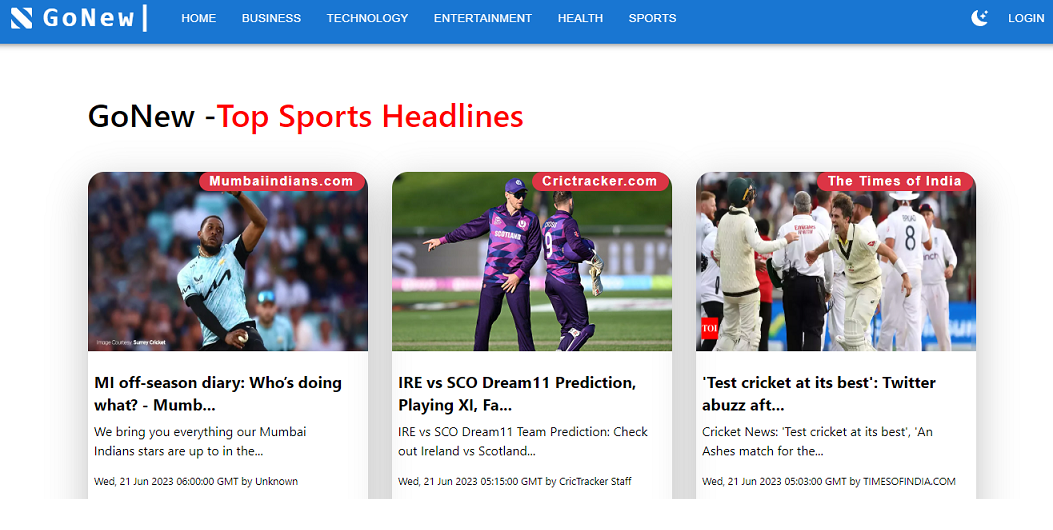 GoNew
HOME BUSINESS TECHNOLOGY ENTERTAINMENT HEALTH SPORTS LOGIN
GoNew -Top Sports Headlines
Mumbaiindians.com
Image Courtesy: Surrey Cricket
MI off-season diary: Who's doing
what? - Mumb...
We bring you everything our Mumbai
Indians stars are up to in the...
Wed, 21 Jun 2023 06:00:00 GMT by Unknown
Crictracker.com
SCOTLAND
9
IRE vs SCO Dream11 Prediction,
Playing XI, Fa...
IRE vs SCO Dream11 Team Prediction: Check
out Ireland vs Scotland...
Wed, 21 Jun 2023 05:15:00 GMT by CricTracker Staff
The Times of India
BROAD
8
TOI
'Test cricket at its best': Twitter
abuzz aft...
Cricket News: 'Test cricket at its best', 'An
Ashes match for the...
Wed, 21 Jun 2023 05:03:00 GMT by TIMESOFINDIA.COM